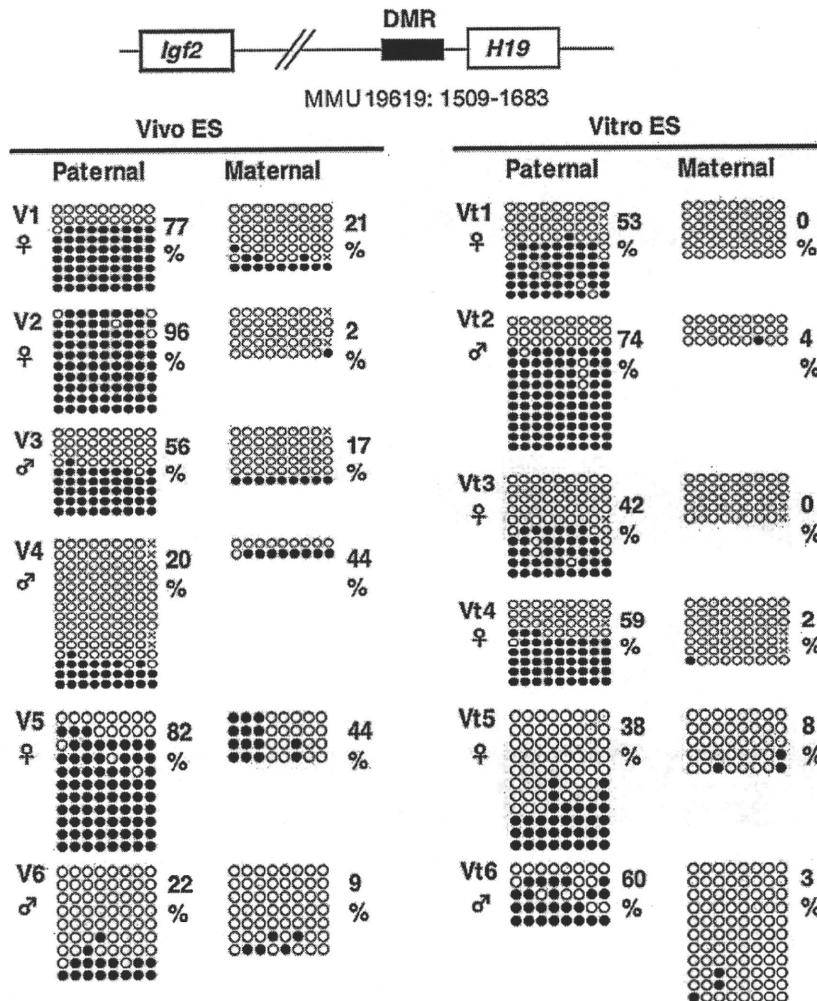 DMR
Igf2 H19
MMU19619: 1509-1683
Vivo ES
Paternal Maternal
V1 ♀ 77 % 21 %
V2 ♀ 96 % 2 %
V3 ♂ 56 % 17 %
V4 ♂ 20 % 44 %
V5 ♀ 82 % 44 %
V6 ♂ 22 % 9 %
Vitro ES
Paternal Maternal
Vt1 ♀ 53 % 0 %
Vt2 ♂ 74 % 4 %
Vt3 ♀ 42 % 0 %
Vt4 ♀ 59 % 2 %
Vt5 ♀ 38 % 8 %
Vt6 ♂ 60 % 3 %